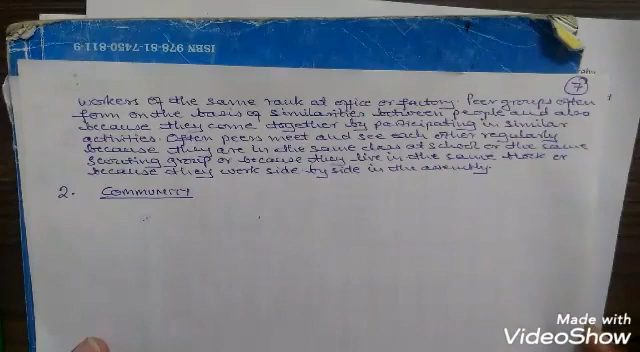 ISBN 978-81-7450-811-9
7
workers of the same rank at office or factory. Peer groups often
form on the basis of similarities between people and also
because they come together by participating in similar
activities. Often peers meet and see each other regularly
because they are in the same class at school or the same
scouting group or because they live in the same block or
because they work side by side in the assembly.
2. COMMUNITY
Made with
VideoShow